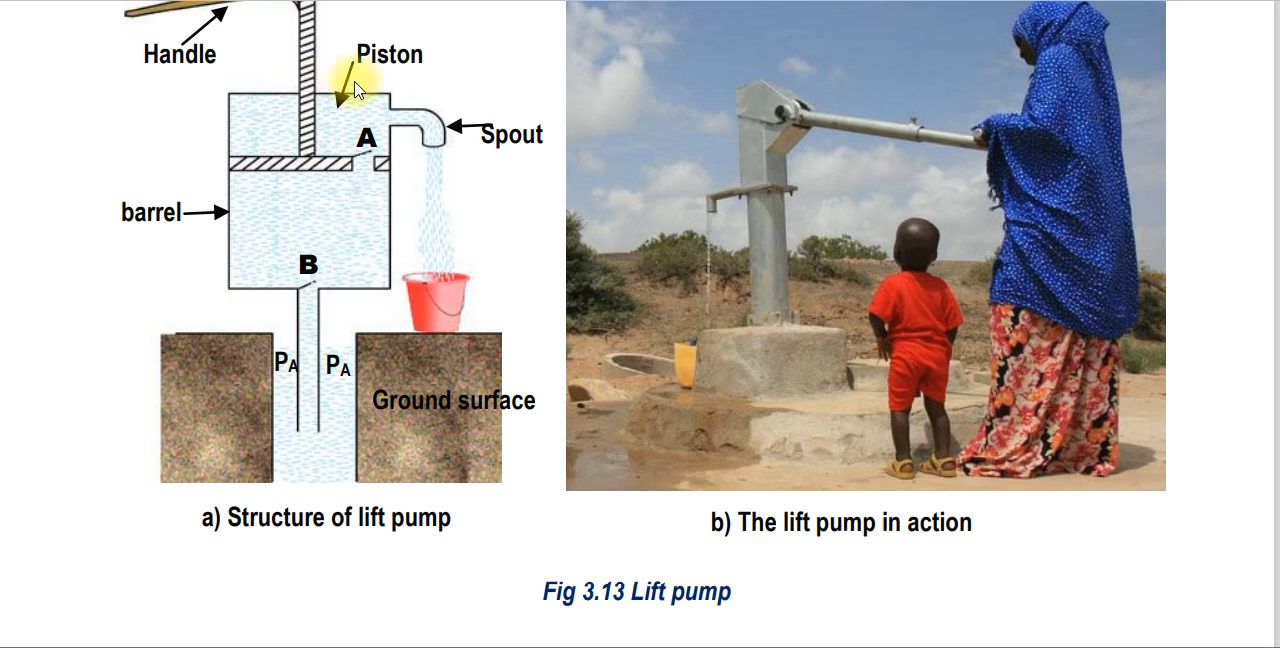 Handle
Piston
A
Spout
barrel
B
PA
PA
Ground surface
a) Structure of lift pump
b) The lift pump in action
Fig 3.13 Lift pump